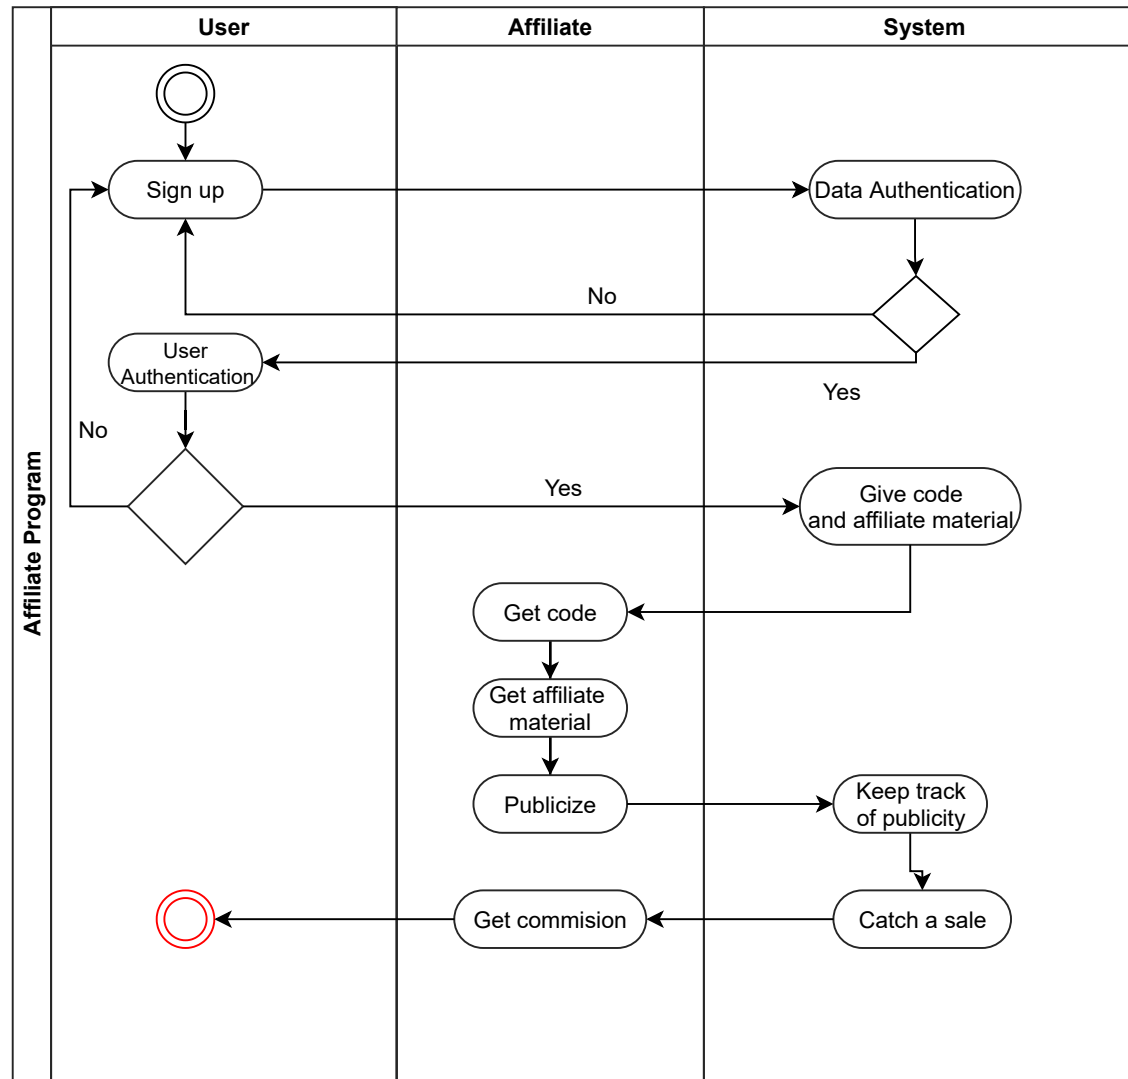 User
Affiliate
System
Affiliate Program
Sign up
Data Authentication
No
User
Authentication
Yes
No
Yes
Give code
and affiliate material
Get code
Get affiliate
material
Publicize
Keep track
of publicity
Get commision
Catch a sale